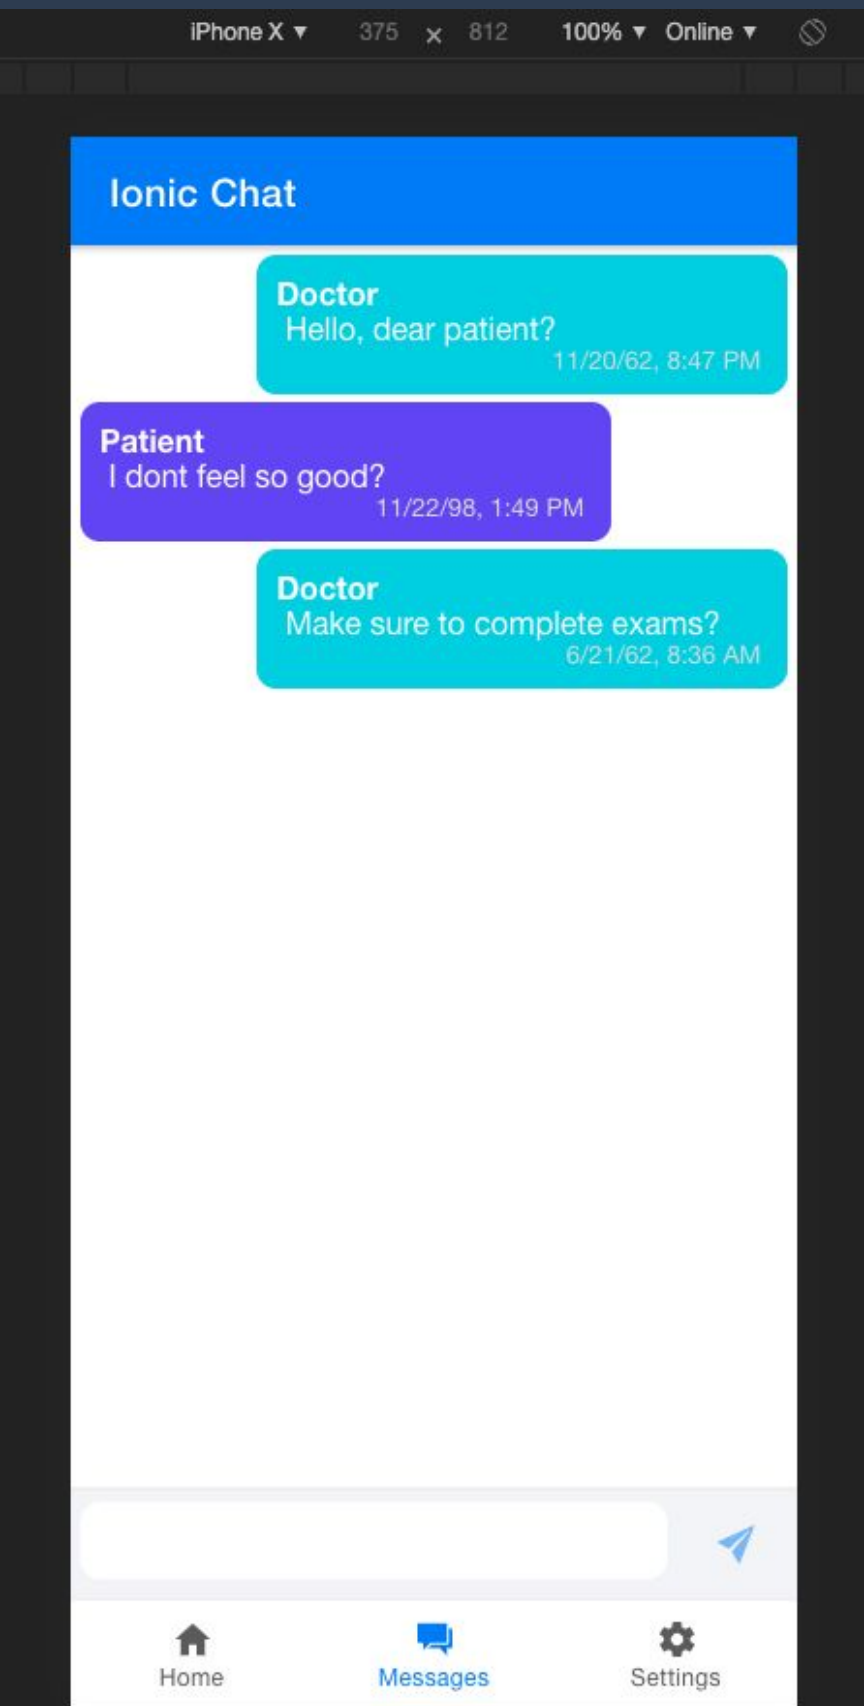 iPhone X ▼ 375 × 812 100% ▼ Online ▼
Ionic Chat
Doctor
Hello, dear patient?
11/20/62, 8:47 PM
Patient
I dont feel so good?
11/22/98, 1:49 PM
Doctor
Make sure to complete exams?
6/21/62, 8:36 AM
Home Messages Settings